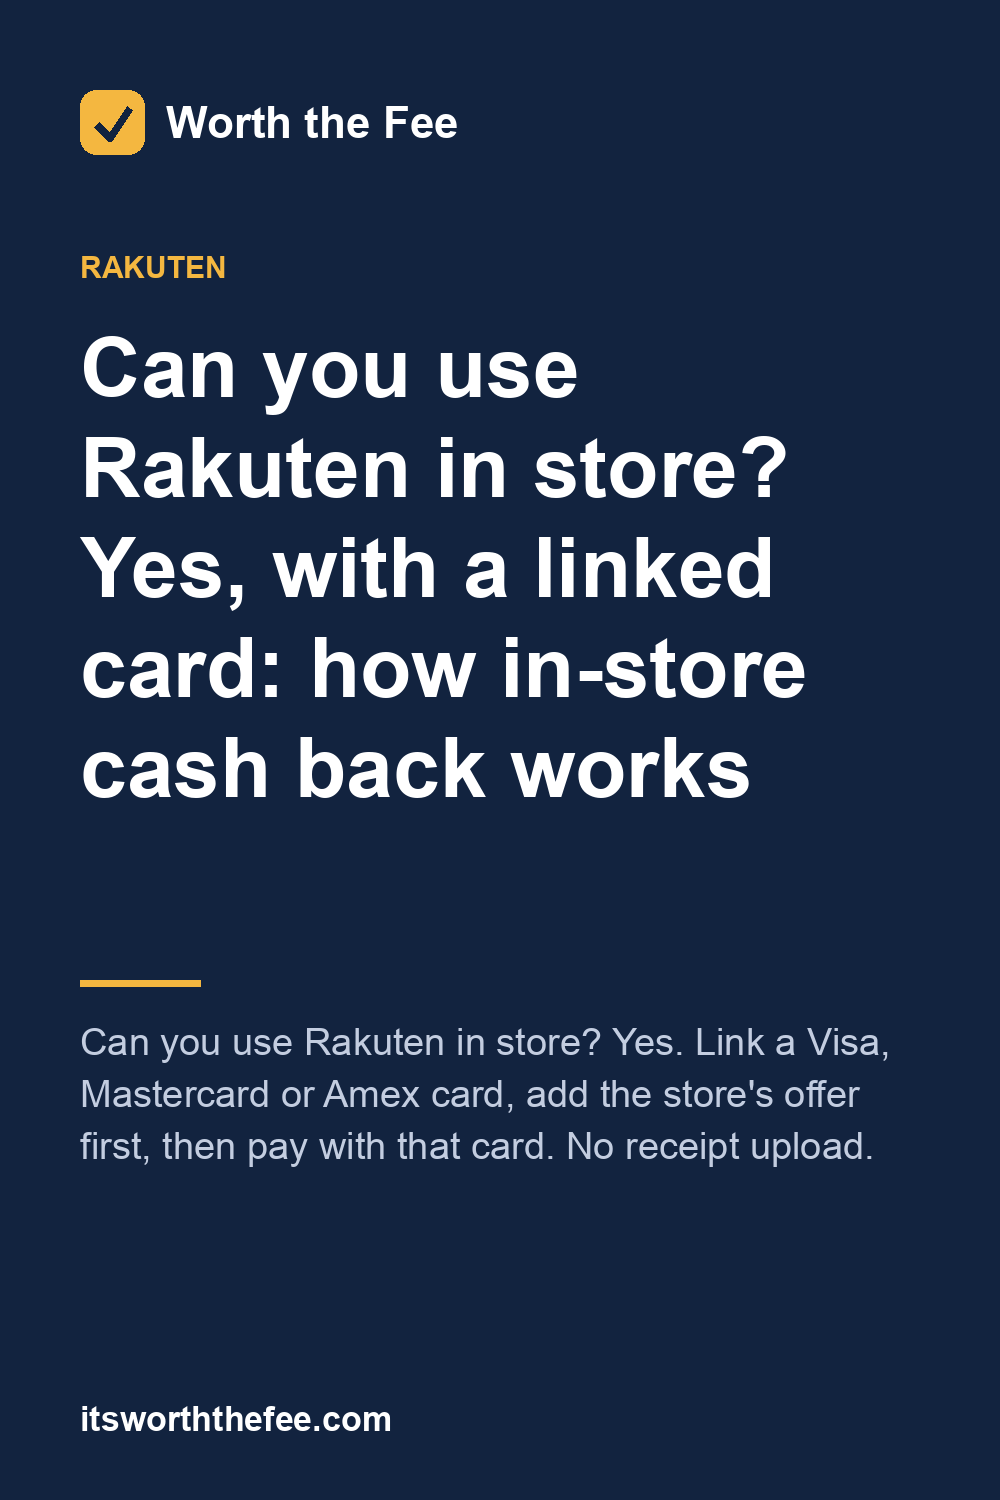 Worth the Fee
RAKUTEN
Can you use
Rakuten in store?
Yes, with a linked
card: how in-store
cash back works
Can you use Rakuten in store? Yes. Link a Visa,
Mastercard or Amex card, add the store's offer
first, then pay with that card. No receipt upload.
itsworththefee.com